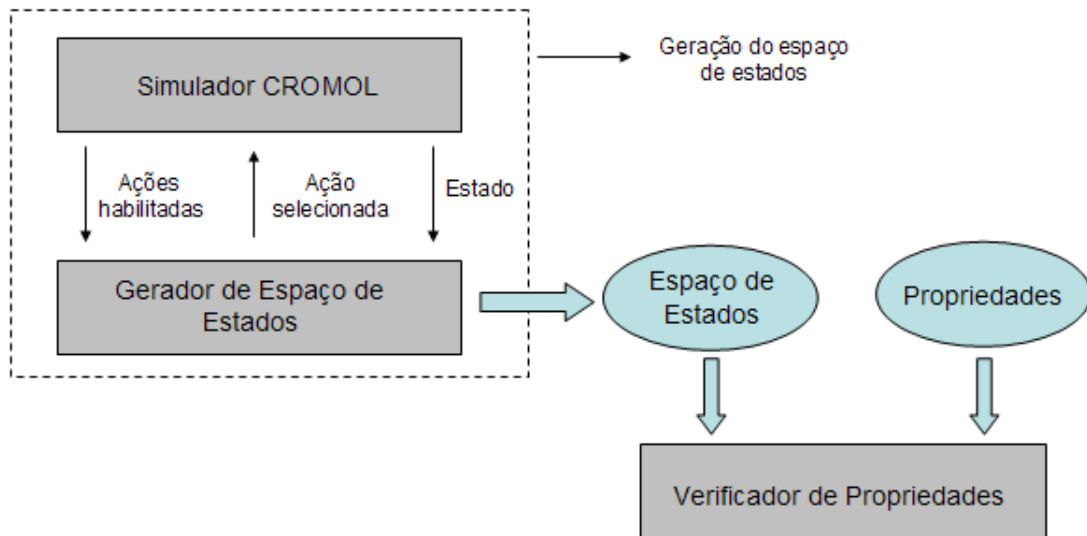 Simulador CROMOL
Geração do espaço
de estados
Ações
habilitadas
Ação
selecionada
Estado
Gerador de Espaço de
Estados
Espaço de
Estados
Propriedades
Verificador de Propriedades